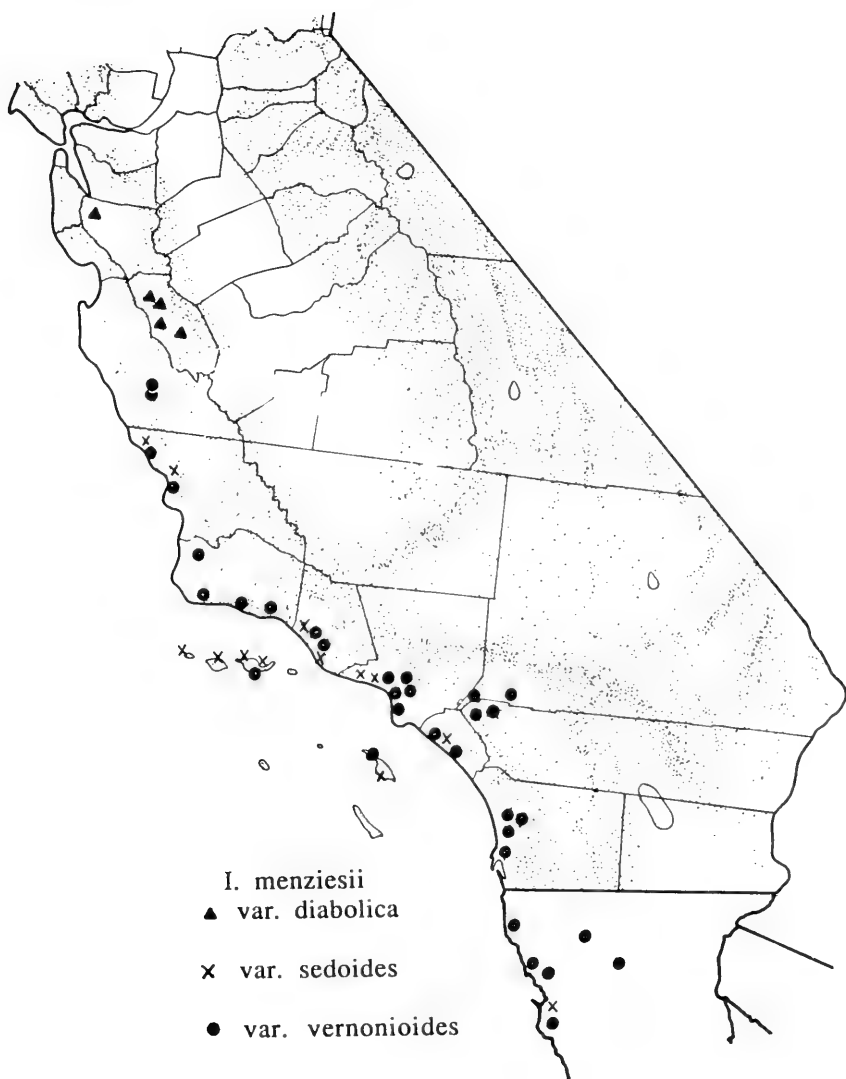 I. menziesii
▲ var. diabolica
x var. sedoides
● var. vernonioides